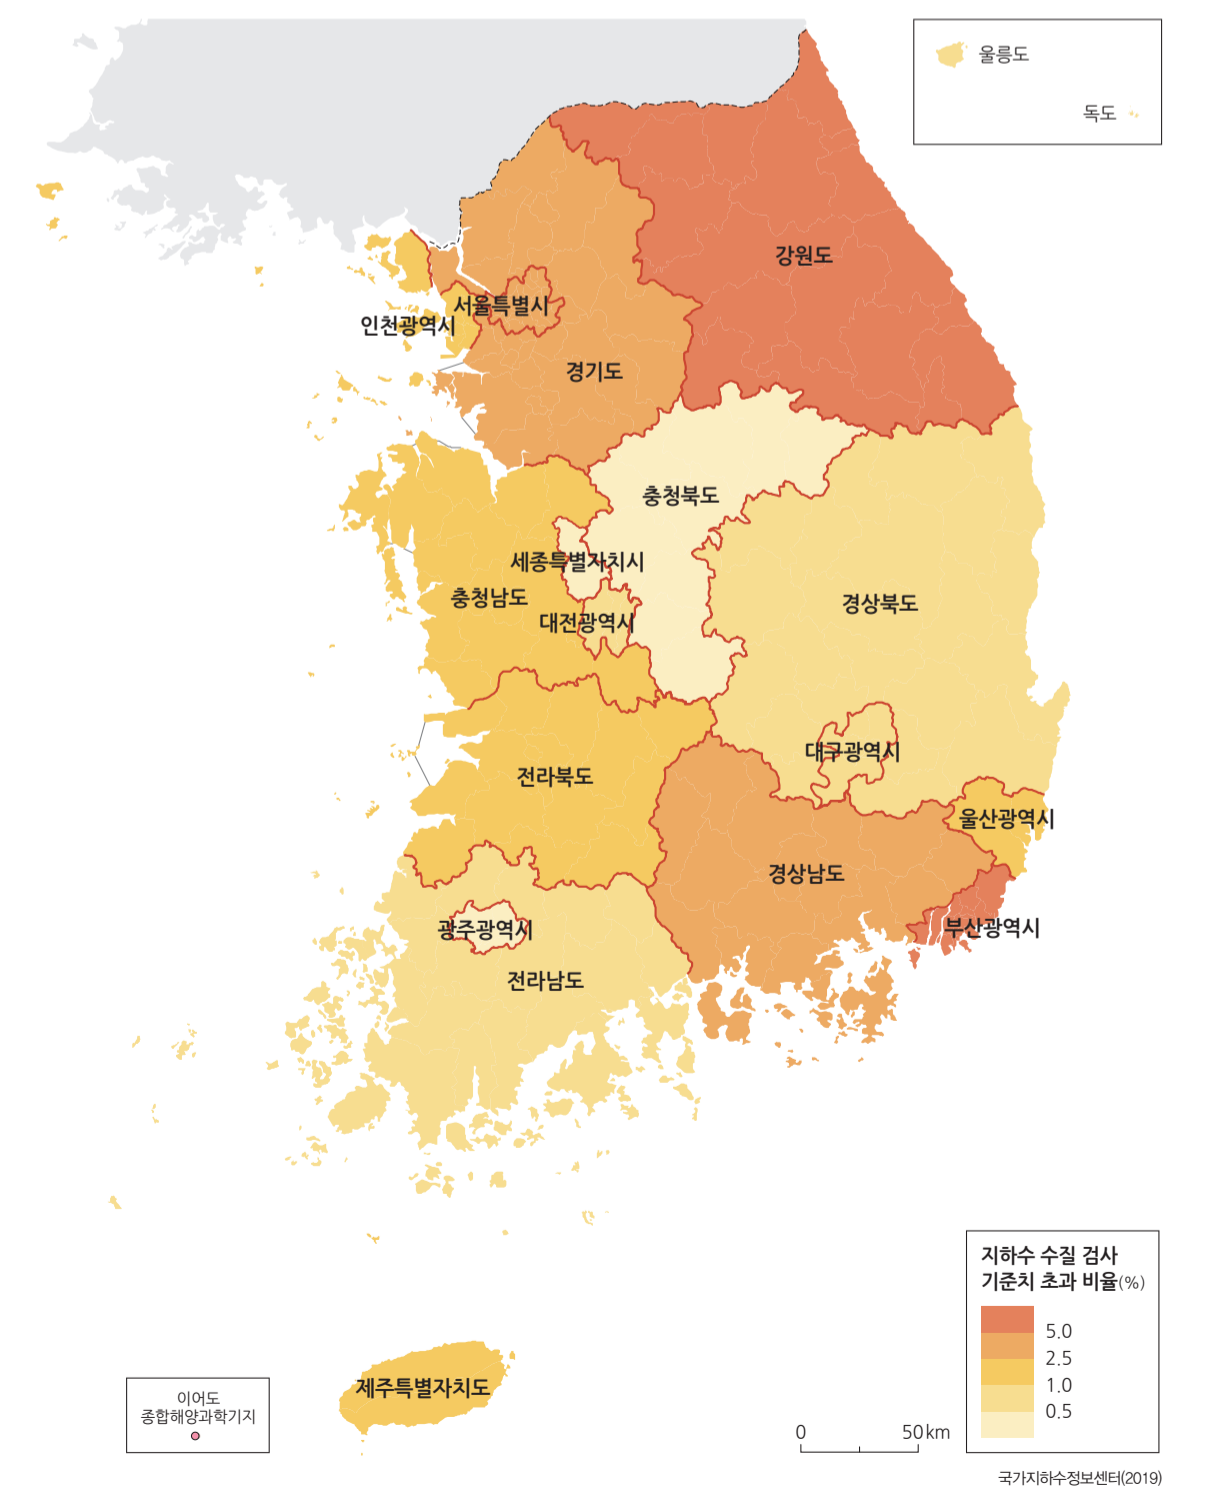 울릉도
독도
강원도
서울특별시
인천광역시
경기도
충청북도
세종특별자치시
충청남도
경상북도
대전광역시
대구광역시
전라북도
울산광역시
경상남도
광주광역시
부산광역시
전라남도
지하수 수질 검사
기준치 초과 비율(%)
5.0
2.5
1.0
0.5
제주특별자치도
이어도
종합해양과학기지
0 50 km
국가지하수정보센터(2019)